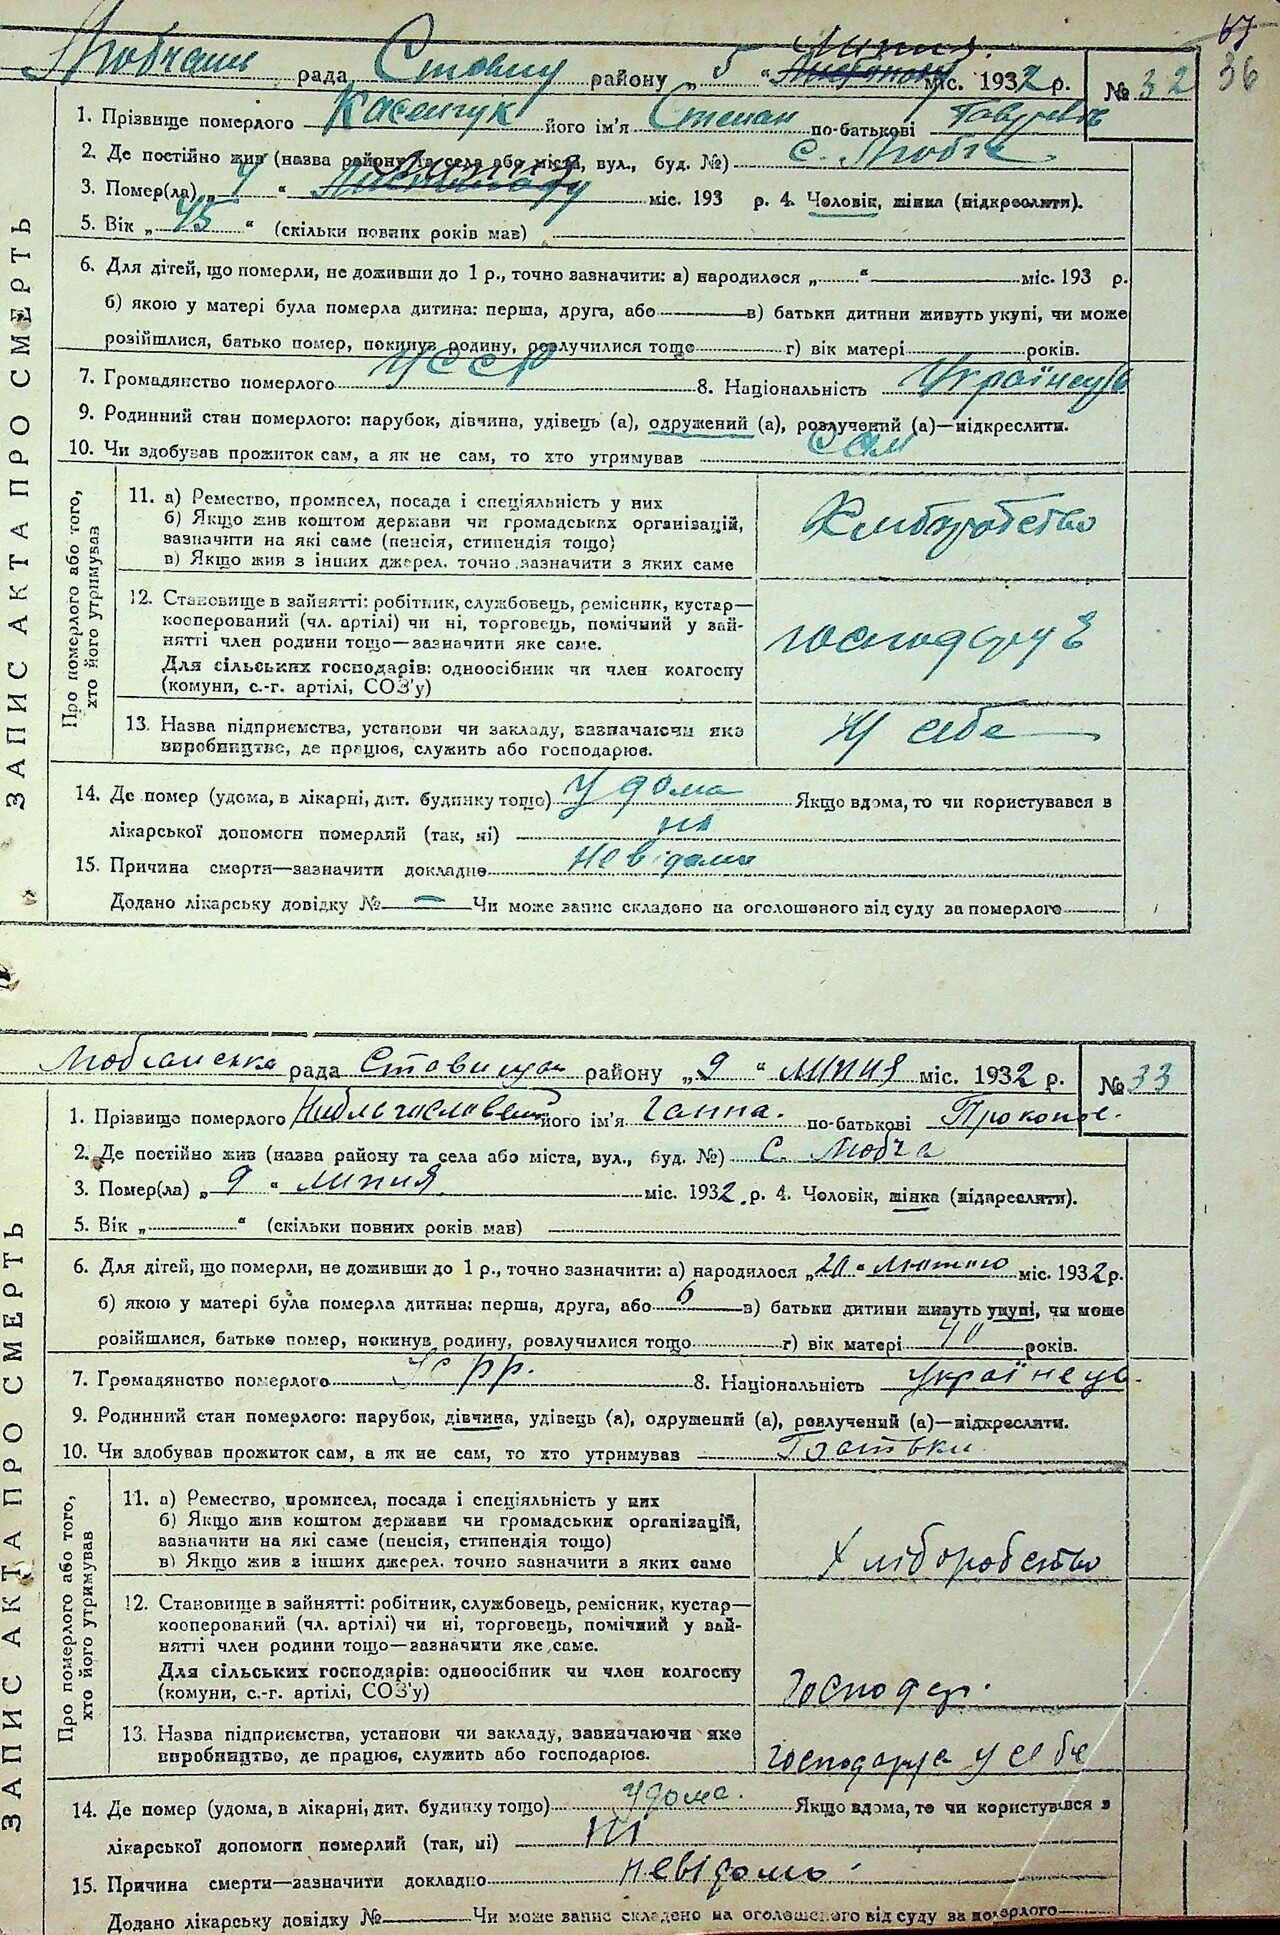 67
36
рада району „ 5 “ Липня міс. 1932 р. № 32
1. Прізвище померлого його ім'я Степан по-батькові
2. Де постійно жив (назва району та села або міста, вул., буд. №) с. Любча
3. Помер(ла) „ 4 “ міс. 193 р. 4. Чоловік, жінка (підкреслити).
5. Вік „ 45 “ (скільки повних років мав)
6. Для дітей, що померли, не доживши до 1 р., точно зазначити: а) народилося „ “ міс. 193 р.
б) якою у матері була померла дитина: перша, друга, або в) батьки дитини живуть укупі, чи може
розійшлися, батько помер, покинув родину, розлучилися тощо г) вік матері років.
7. Громадянство померлого УССР 8. Національність Українець
9. Родинний стан померлого: парубок, дівчина, удівець (а), одружений (а), розлучений (а)—підкреслити.
10. Чи здобував прожиток сам, а як не сам, то хто утримував сам
ЗАПИС АКТА ПРО СМЕРТЬ
Про померлого або того,
хто його утримував
11. а) Ремество, промисел, посада і спеціяльність у них
б) Якщо жив коштом держави чи громадських організацій,
зазначити на які саме (пенсія, стипендія тощо)
в) Якщо жив з інших джерел. точно зазначити з яких саме
Хліборобство
12. Становище в зайнятті: робітник, службовець, ремісник, кустар—
кооперований (чл. артілі) чи ні, торговець, помічний у зай-
нятті член родини тощо—зазначити яке саме.
Для сільських господарів: одноосібник чи член колгоспу
(комуни, с.-г. артілі, СОЗ'у)
господарує
13. Назва підприємства, установи чи закладу, зазначаючи яке
виробництво, де працює, служить або господарює.
У себе
14. Де помер (удома, в лікарні, дит. будинку тощо) удома Якщо вдома, то чи користувався в
лікарської допомоги померлий (так, ні) ні
15. Причина смерти—зазначити докладно невідома
Додано лікарську довідку № — Чи може запис складено на оголошеного від суду за померлого
рада району „ 9 “ липня міс. 1932 р. № 33
1. Прізвище померлого його ім'я Ганна. по-батькові Прокопов.
2. Де постійно жив (назва району та села або міста, вул., буд. №) С. Любча
3. Помер(ла) „ 9 “ липня міс. 1932 р. 4. Чоловік, жінка (підкреслити).
5. Вік „ “ (скільки повних років мав)
6. Для дітей, що померли, не доживши до 1 р., точно зазначити: а) народилося „ 20 “ лютого міс. 1932 р.
б) якою у матері була померла дитина: перша, друга, або 6 в) батьки дитини живуть укупі, чи може
розійшлися, батько помер, покинув родину, розлучилися тощо г) вік матері 40 років.
7. Громадянство померлого УСРР. 8. Національність українець.
9. Родинний стан померлого: парубок, дівчина, удівець (а), одружений (а), розлучений (а)—підкреслити.
10. Чи здобував прожиток сам, а як не сам, то хто утримував Батьки
ЗАПИС АКТА ПРО СМЕРТЬ
Про померлого або того,
хто його утримував
11. а) Ремество, промисел, посада і спеціяльність у них
б) Якщо жив коштом держави чи громадських організацій,
зазначити на які саме (пенсія, стипендія тощо)
в) Якщо жив з інших джерел. точно зазначити з яких саме
Хліборобство
12. Становище в зайнятті: робітник, службовець, ремісник, кустар—
кооперований (чл. артілі) чи ні, торговець, помічний у зай-
нятті член родини тощо—зазначити яке саме.
Для сільських господарів: одноосібник чи член колгоспу
(комуни, с.-г. артілі, СОЗ'у)
господар.
13. Назва підприємства, установи чи закладу, зазначаючи яке
виробництво, де працює, служить або господарює.
господарує у себе
14. Де помер (удома, в лікарні, дит. будинку тощо) удома. Якщо вдома, то чи користувався в
лікарської допомоги померлий (так, ні) Ні
15. Причина смерти—зазначити докладно невідомо
Додано лікарську довідку № Чи може запис складено на оголошеного від суду за померлого